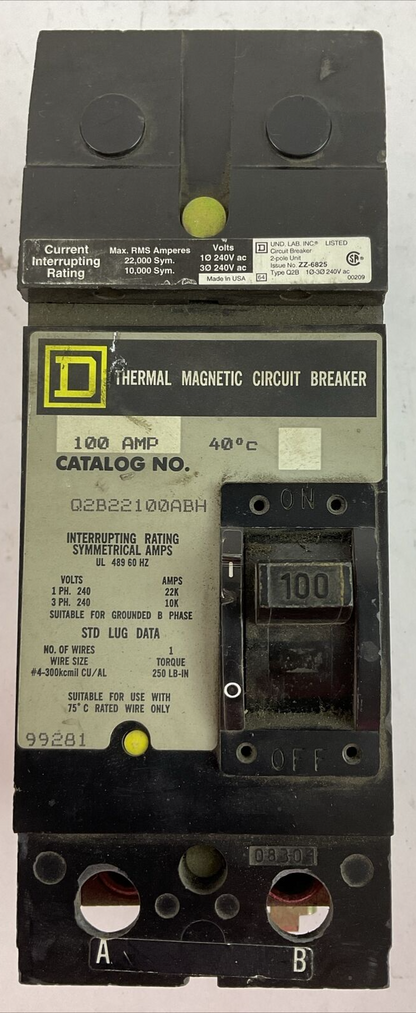 Current
Interrupting
Rating
Max. RMS Amperes
22,000 Sym.
10,000 Sym.
Volts
1Ø 240V ac
3Ø 240V ac
Made in USA
D UND. LAB. INC.® LISTED
Circuit Breaker
2-pole Unit
Issue No. ZZ-6825
Type Q2B 1Ø-3Ø 240V ac
64
00209
D THERMAL MAGNETIC CIRCUIT BREAKER
100 AMP 40°c
CATALOG NO.
Q2B22100ABH
INTERRUPTING RATING
SYMMETRICAL AMPS
UL 489 60 HZ
VOLTS AMPS
1 PH. 240 22K
3 PH. 240 10K
SUITABLE FOR GROUNDED B PHASE
STD LUG DATA
NO. OF WIRES 1
WIRE SIZE TORQUE
#4-300kcmil CU/AL 250 LB-IN
SUITABLE FOR USE WITH
75°C RATED WIRE ONLY
99281
ON
I
100
O
OFF
A B